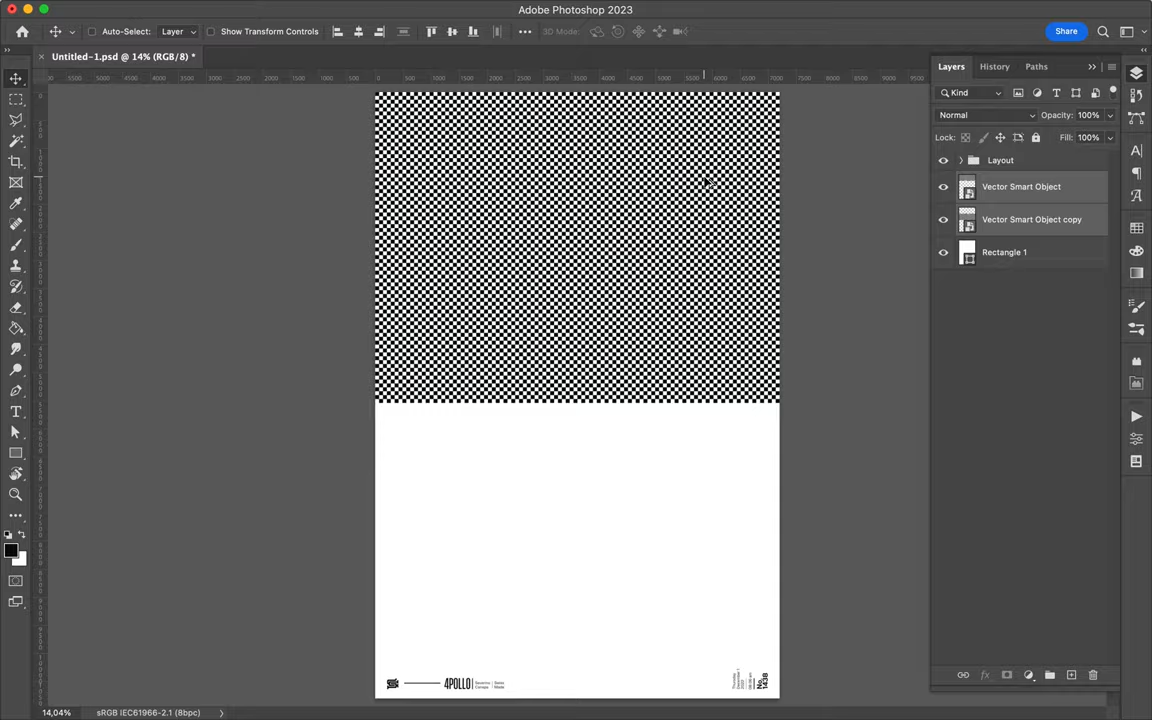 Adobe Photoshop 2023
Auto-Select:
Layer
Show Transform Controls
3D Mode:
Share
Untitled-1.psd @ 14% (RGB/8) *
Layers
History
Paths
Kind
Normal
Opacity: 100%
Lock:
Fill: 100%
Layout
Vector Smart Object
Vector Smart Object copy
Rectangle 1
4POLLO
No.
1438
14,04%
sRGB IEC61966-2.1 (8bpc)